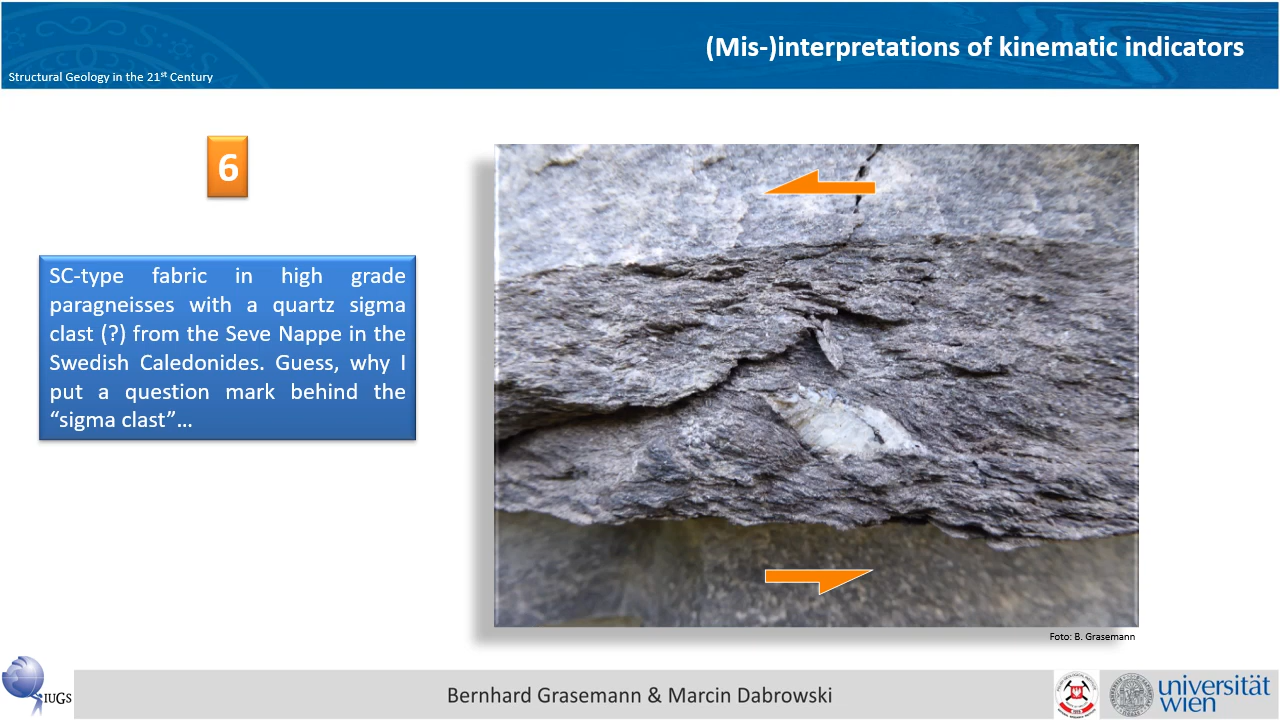 (Mis-)interpretations of kinematic indicators
Structural Geology in the 21st Century
6
SC-type fabric in high grade
paragneisses with a quartz sigma
clast (?) from the Seve Nappe in the
Swedish Caledonides. Guess, why I
put a question mark behind the
“sigma clast”…
Foto: B. Grasemann
IUGS
Bernhard Grasemann & Marcin Dabrowski
universität
wien